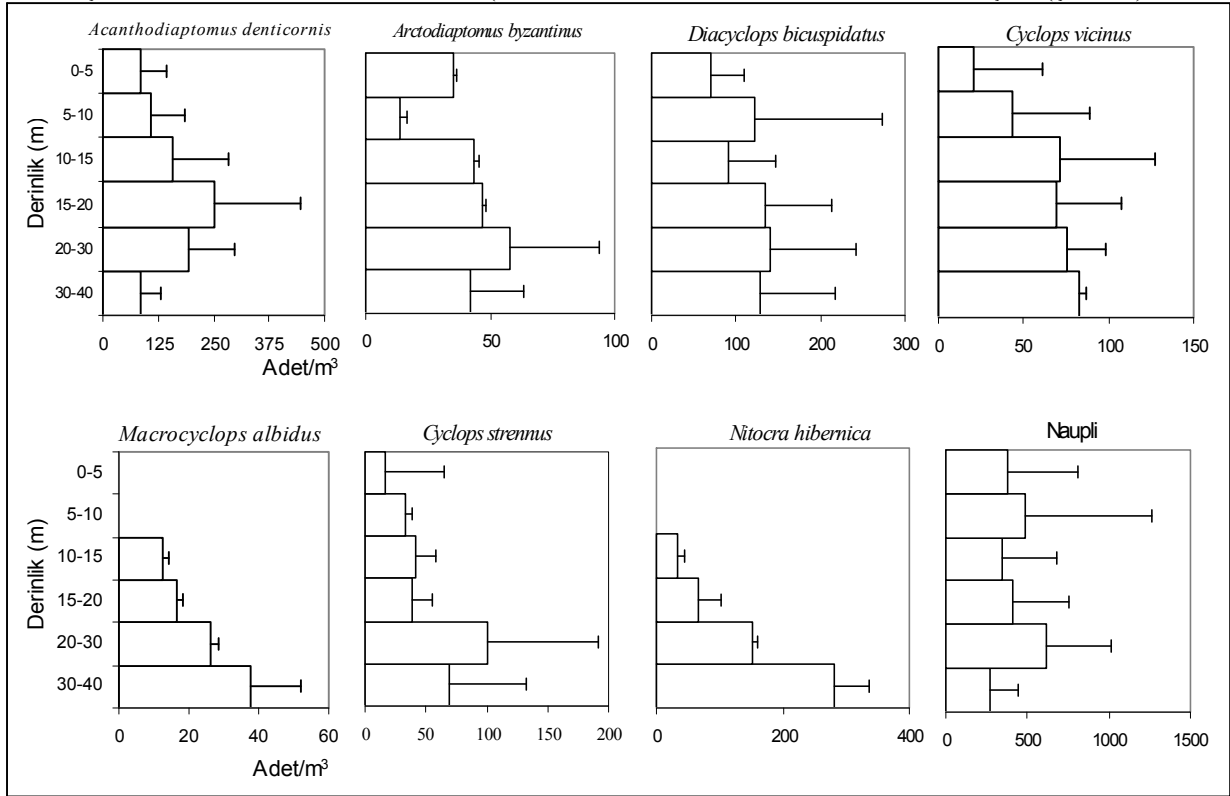 Acanthodiaptomus denticornis
Arctodiaptomus byzantinus
Diacyclops bicuspidatus
Cyclops vicinus
Derinlik (m)
0-5
5-10
10-15
15-20
20-30
30-40
0 125 250 375 500
Adet/m³
0 50 100
0 100 200 300
0 50 100 150
Macrocyclops albidus
Cyclops strennus
Nitocra hibernica
Naupli
Derinlik (m)
0-5
5-10
10-15
15-20
20-30
30-40
0 20 40 60
Adet/m³
0 50 100 150 200
0 200 400
0 500 1000 1500